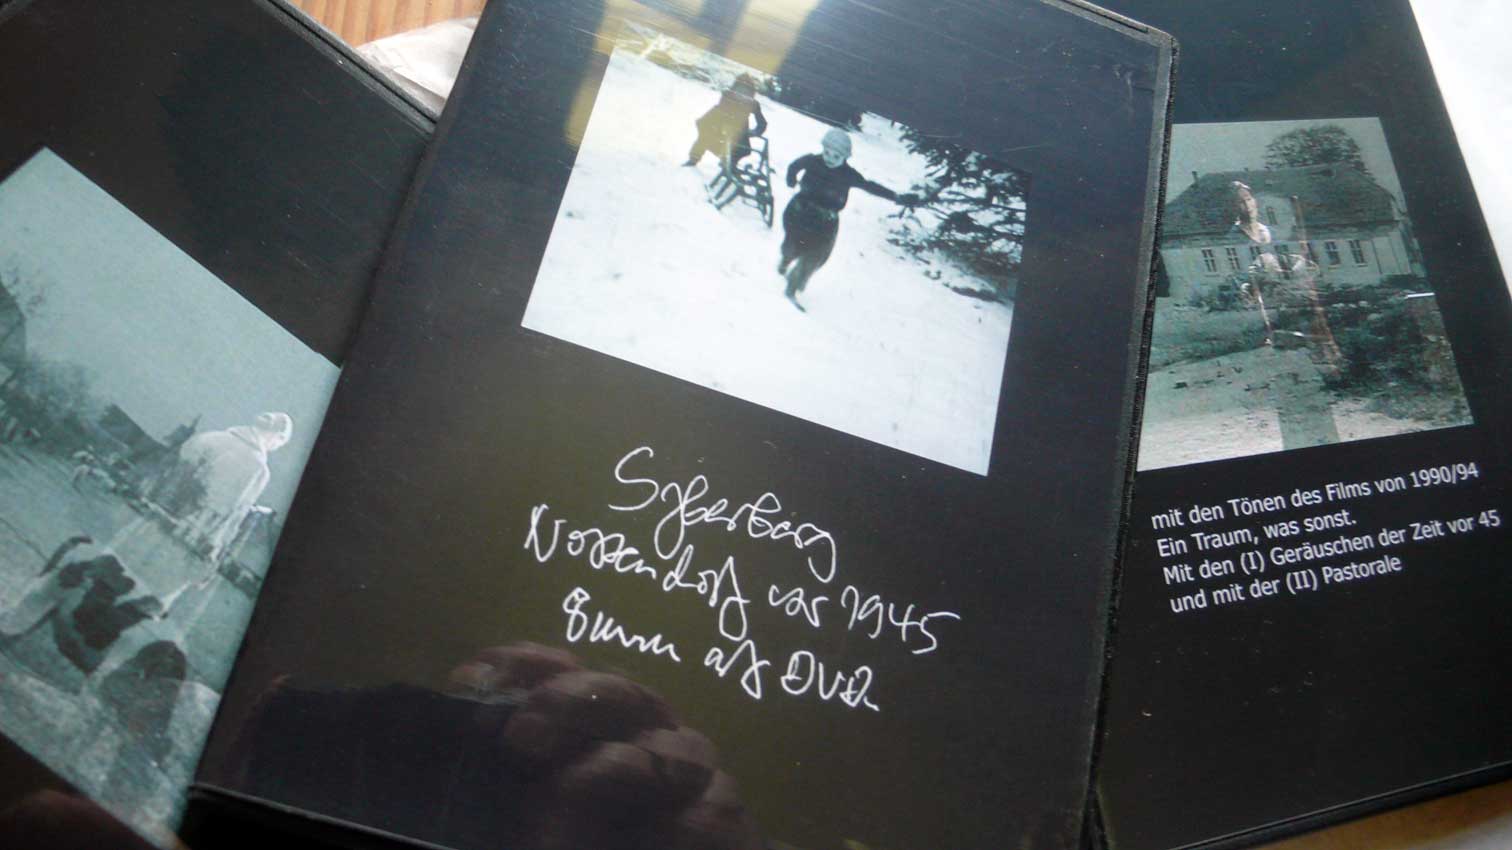 Syberberg
Nossendorf vor 1945
8mm als DVD
mit den Tönen des Films von 1990/94
Ein Traum, was sonst.
Mit den (I) Geräuschen der Zeit vor 45
und mit der (II) Pastorale